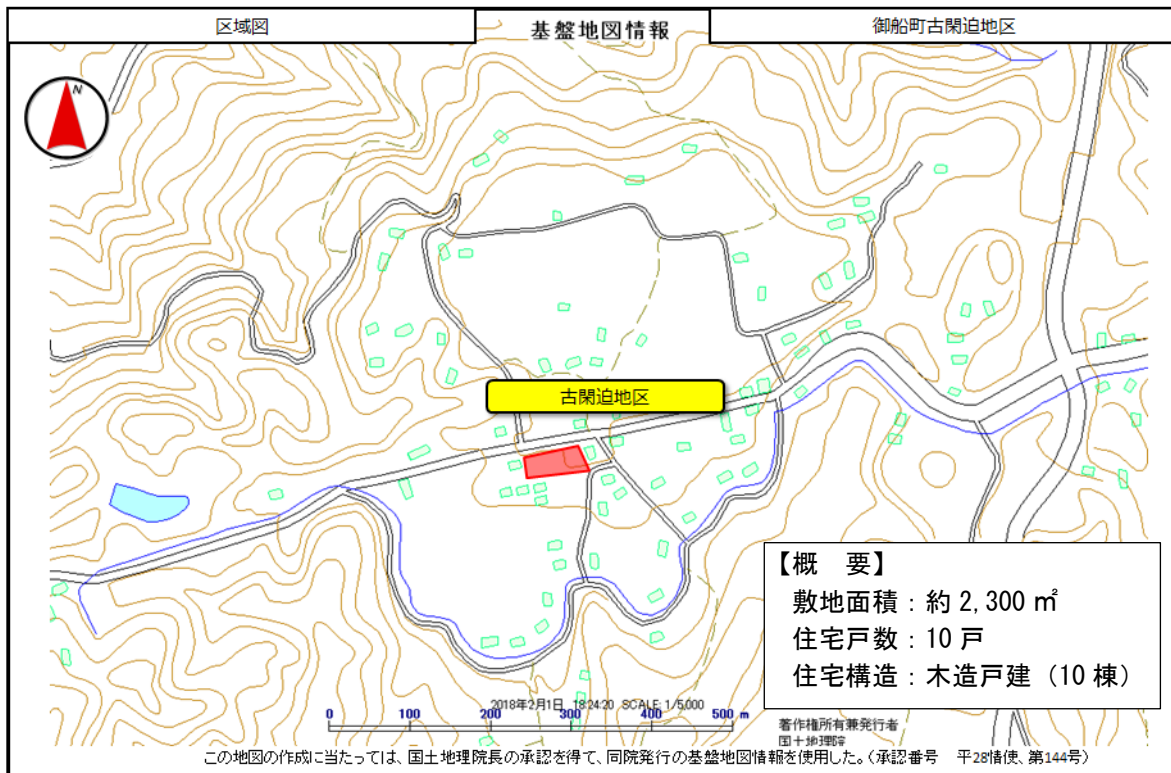 区域図
基盤地図情報
御船町古閑迫地区
N
古閑迫地区
【概 要】
敷地面積：約 2,300 ㎡
住宅戸数：10 戸
住宅構造：木造戸建（10 棟）
2018年2月1日 18:24:20 SCALE: 1/5000
0 100 200 300 400 500 m
著作権所有兼発行者
国土地理院
この地図の作成に当たっては、国土地理院長の承認を得て、同院発行の基盤地図情報を使用した。（承認番号 平28情使、第144号）